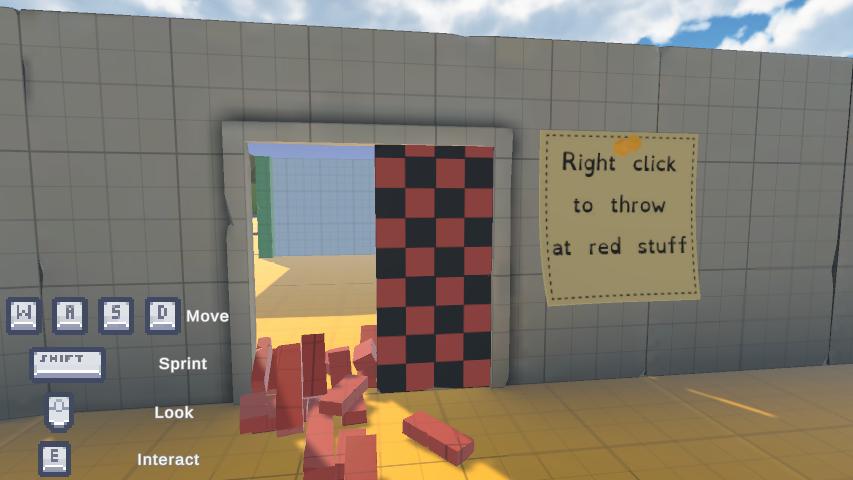 Right click
to throw
at red stuff
W A S D Move
SHIFT Sprint
Look
E Interact